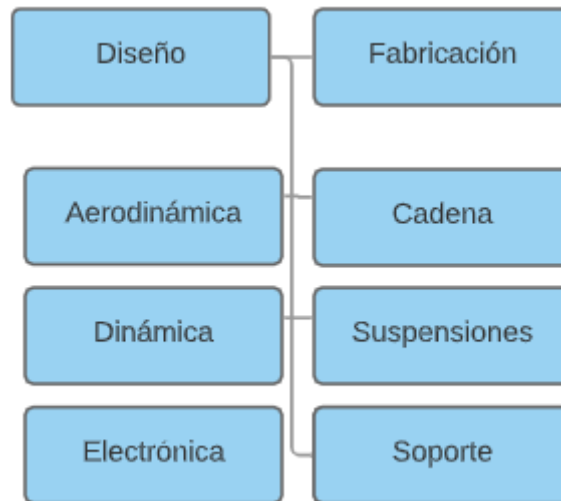 Diseño
Fabricación
Aerodinámica
Cadena
Dinámica
Suspensiones
Electrónica
Soporte